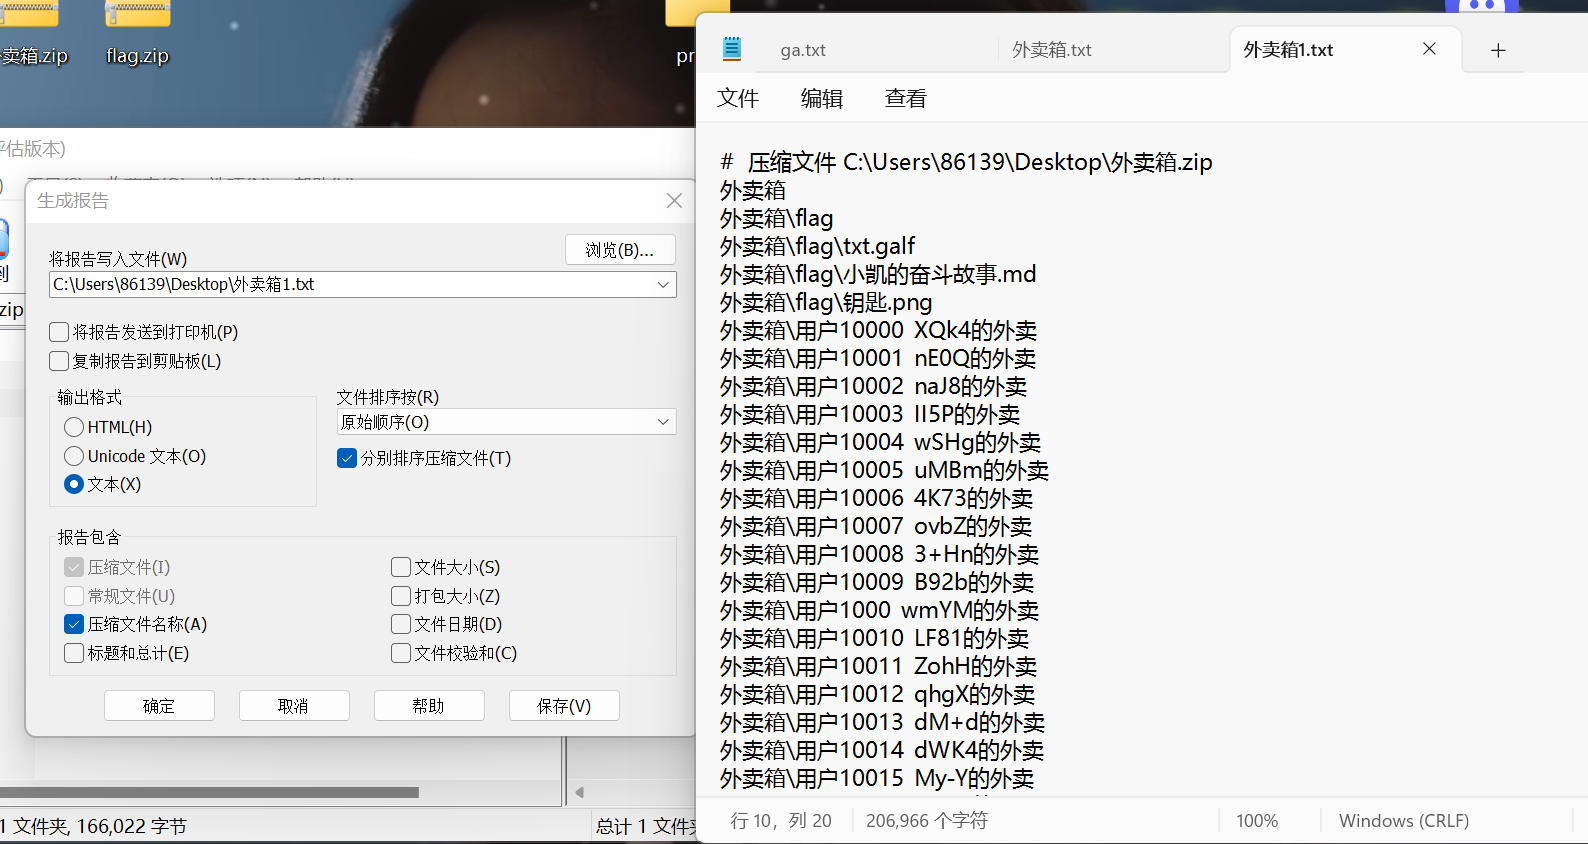 卖箱.zip
flag.zip
pr
评估版本)
zip
1 文件夹, 166,022 字节
总计 1 文件夹
生成报告
将报告写入文件(W)
浏览(B)...
C:\Users\86139\Desktop\外卖箱1.txt
将报告发送到打印机(P)
复制报告到剪贴板(L)
输出格式
HTML(H)
Unicode 文本(O)
文本(X)
文件排序按(R)
原始顺序(O)
分别排序压缩文件(T)
报告包含
压缩文件(I)
常规文件(U)
压缩文件名称(A)
标题和总计(E)
文件大小(S)
打包大小(Z)
文件日期(D)
文件校验和(C)
确定
取消
帮助
保存(V)
ga.txt
外卖箱.txt
外卖箱1.txt
文件
编辑
查看
# 压缩文件 C:\Users\86139\Desktop\外卖箱.zip
外卖箱
外卖箱\flag
外卖箱\flag\txt.galf
外卖箱\flag\小凯的奋斗故事.md
外卖箱\flag\钥匙.png
外卖箱\用户10000 XQk4的外卖
外卖箱\用户10001 nE0Q的外卖
外卖箱\用户10002 naJ8的外卖
外卖箱\用户10003 II5P的外卖
外卖箱\用户10004 wSHg的外卖
外卖箱\用户10005 uMBm的外卖
外卖箱\用户10006 4K73的外卖
外卖箱\用户10007 ovbZ的外卖
外卖箱\用户10008 3+Hn的外卖
外卖箱\用户10009 B92b的外卖
外卖箱\用户1000 wmYM的外卖
外卖箱\用户10010 LF81的外卖
外卖箱\用户10011 ZohH的外卖
外卖箱\用户10012 qhgX的外卖
外卖箱\用户10013 dM+d的外卖
外卖箱\用户10014 dWK4的外卖
外卖箱\用户10015 My-Y的外卖
行 10，列 20
206,966 个字符
100%
Windows (CRLF)